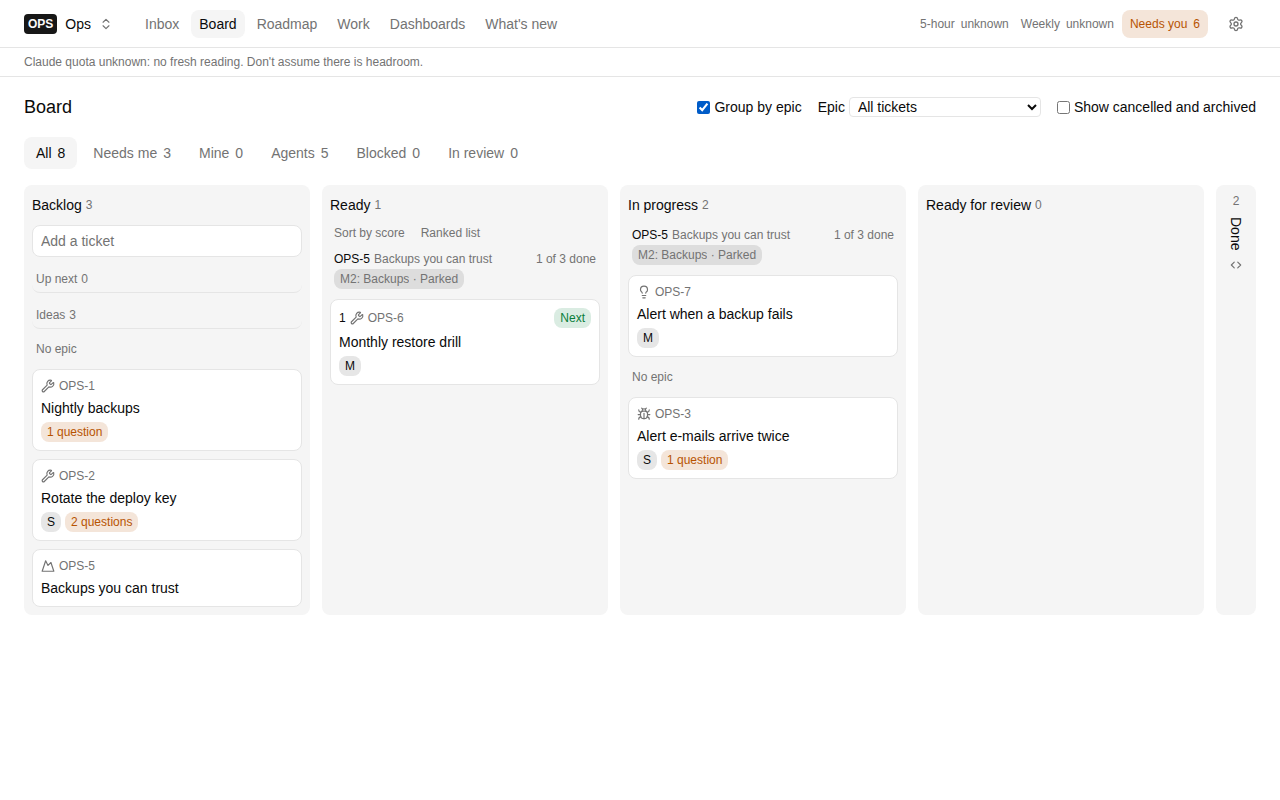 OPS Ops Inbox Board Roadmap Work Dashboards What's new 5-hour unknown Weekly unknown Needs you 6
Claude quota unknown: no fresh reading. Don't assume there is headroom.
Board Group by epic Epic All tickets Show cancelled and archived
All 8 Needs me 3 Mine 0 Agents 5 Blocked 0 In review 0
Backlog 3
Add a ticket
Up next 0
Ideas 3
No epic
OPS-1
Nightly backups
1 question
OPS-2
Rotate the deploy key
S 2 questions
OPS-5
Backups you can trust
Ready 1
Sort by score Ranked list
OPS-5 Backups you can trust 1 of 3 done
M2: Backups · Parked
1 OPS-6 Next
Monthly restore drill
M
In progress 2
OPS-5 Backups you can trust 1 of 3 done
M2: Backups · Parked
OPS-7
Alert when a backup fails
M
No epic
OPS-3
Alert e-mails arrive twice
S 1 question
Ready for review 0
2
Done